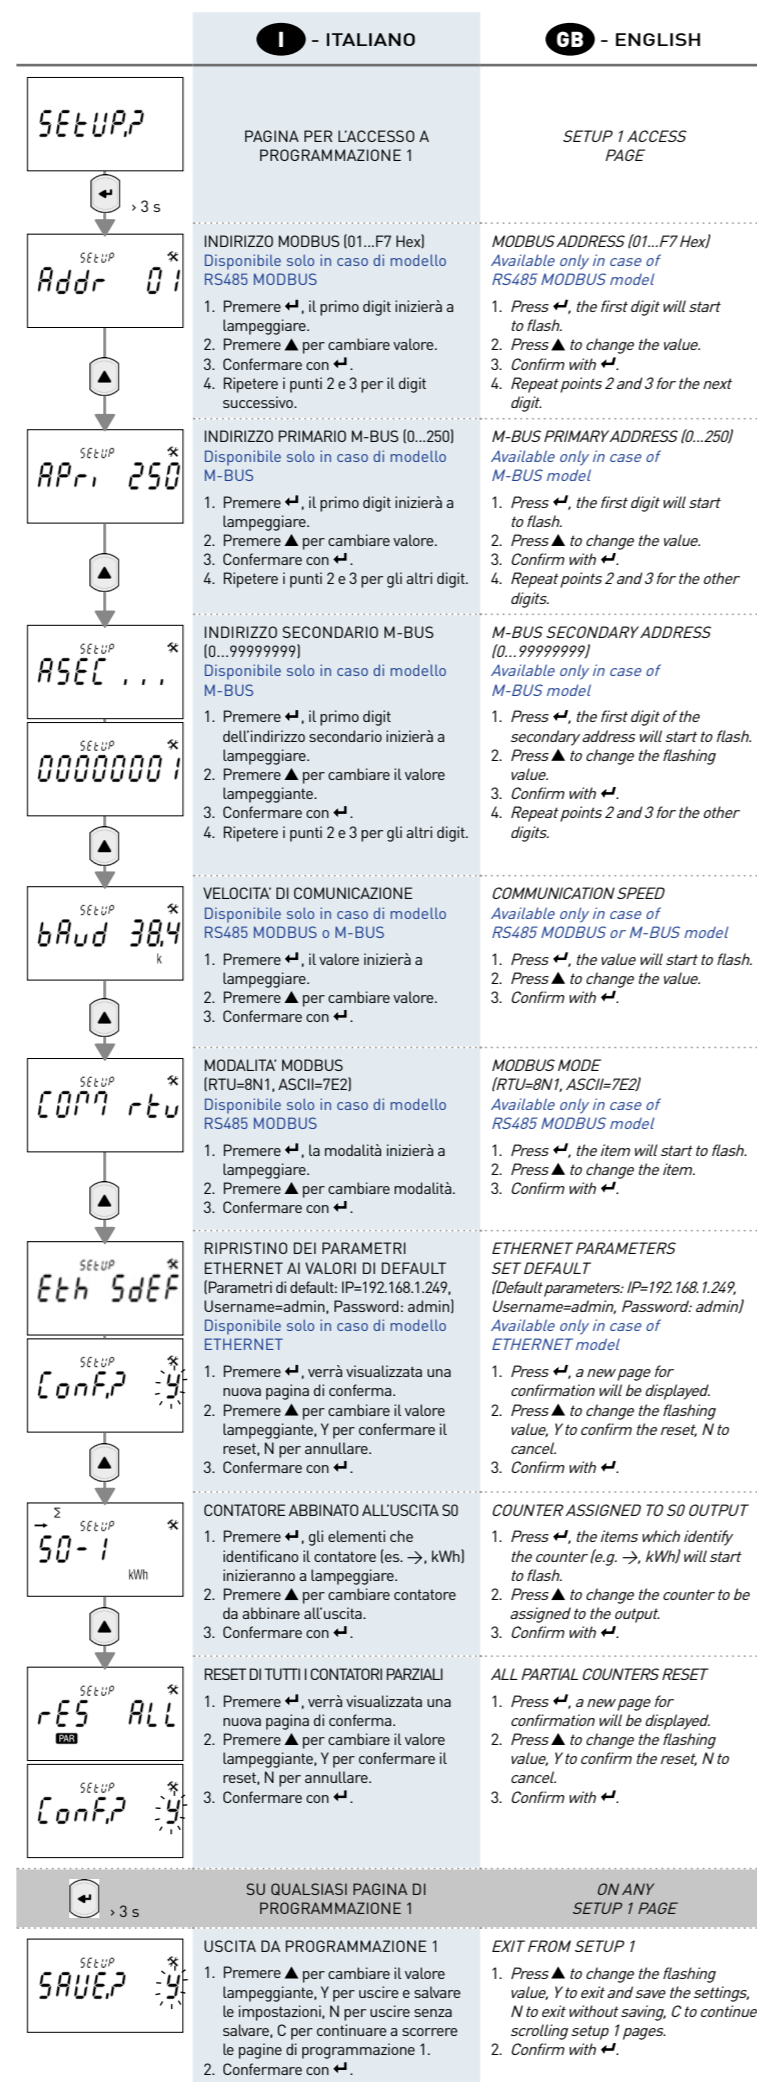 I - ITALIANO
GB - ENGLISH
SEtUP.?
PAGINA PER L'ACCESSO A
PROGRAMMAZIONE 1
SETUP 1 ACCESS
PAGE
↵ › 3 s
SEtUP
Addr 01
INDIRIZZO MODBUS (01...F7 Hex)
Disponibile solo in caso di modello
RS485 MODBUS
1. Premere ↵, il primo digit inizierà a
lampeggiare.
2. Premere ▲ per cambiare valore.
3. Confermare con ↵.
4. Ripetere i punti 2 e 3 per il digit
successivo.
MODBUS ADDRESS (01...F7 Hex)
Available only in case of
RS485 MODBUS model
1. Press ↵, the first digit will start
to flash.
2. Press ▲ to change the value.
3. Confirm with ↵.
4. Repeat points 2 and 3 for the next
digit.
▲
SEtUP
APri 250
INDIRIZZO PRIMARIO M-BUS (0...250)
Disponibile solo in caso di modello
M-BUS
1. Premere ↵, il primo digit inizierà a
lampeggiare.
2. Premere ▲ per cambiare valore.
3. Confermare con ↵.
4. Ripetere i punti 2 e 3 per gli altri digit.
M-BUS PRIMARY ADDRESS (0...250)
Available only in case of
M-BUS model
1. Press ↵, the first digit will start
to flash.
2. Press ▲ to change the value.
3. Confirm with ↵.
4. Repeat points 2 and 3 for the other
digits.
▲
SEtUP
ASEC ...
SEtUP
00000001
INDIRIZZO SECONDARIO M-BUS
(0...99999999)
Disponibile solo in caso di modello
M-BUS
1. Premere ↵, il primo digit
dell'indirizzo secondario inizierà a
lampeggiare.
2. Premere ▲ per cambiare il valore
lampeggiante.
3. Confermare con ↵.
4. Ripetere i punti 2 e 3 per gli altri digit.
M-BUS SECONDARY ADDRESS
(0...99999999)
Available only in case of
M-BUS model
1. Press ↵, the first digit of the
secondary address will start to flash.
2. Press ▲ to change the flashing
value.
3. Confirm with ↵.
4. Repeat points 2 and 3 for the other
digits.
▲
SEtUP
bAud 38.4
k
VELOCITA' DI COMUNICAZIONE
Disponibile solo in caso di modello
RS485 MODBUS o M-BUS
1. Premere ↵, il valore inizierà a
lampeggiare.
2. Premere ▲ per cambiare valore.
3. Confermare con ↵.
COMMUNICATION SPEED
Available only in case of
RS485 MODBUS or M-BUS model
1. Press ↵, the value will start to flash.
2. Press ▲ to change the value.
3. Confirm with ↵.
▲
SEtUP
COM rtu
MODALITA' MODBUS
(RTU=8N1, ASCII=7E2)
Disponibile solo in caso di modello
RS485 MODBUS
1. Premere ↵, la modalità inizierà a
lampeggiare.
2. Premere ▲ per cambiare modalità.
3. Confermare con ↵.
MODBUS MODE
(RTU=8N1, ASCII=7E2)
Available only in case of
RS485 MODBUS model
1. Press ↵, the item will start to flash.
2. Press ▲ to change the item.
3. Confirm with ↵.
▲
SEtUP
Eth SdEF
SEtUP
ConF.? Y
RIPRISTINO DEI PARAMETRI
ETHERNET AI VALORI DI DEFAULT
(Parametri di default: IP=192.168.1.249,
Username=admin, Password: admin)
Disponibile solo in caso di modello
ETHERNET
1. Premere ↵, verrà visualizzata una
nuova pagina di conferma.
2. Premere ▲ per cambiare il valore
lampeggiante, Y per confermare il
reset, N per annullare.
3. Confermare con ↵.
ETHERNET PARAMETERS
SET DEFAULT
(Default parameters: IP=192.168.1.249,
Username=admin, Password: admin)
Available only in case of
ETHERNET model
1. Press ↵, a new page for
confirmation will be displayed.
2. Press ▲ to change the flashing
value, Y to confirm the reset, N to
cancel.
3. Confirm with ↵.
▲
→ Σ SEtUP
S0-1
kWh
CONTATORE ABBINATO ALL'USCITA S0
1. Premere ↵, gli elementi che
identificano il contatore (es. →, kWh)
inizieranno a lampeggiare.
2. Premere ▲ per cambiare contatore
da abbinare all'uscita.
3. Confermare con ↵.
COUNTER ASSIGNED TO S0 OUTPUT
1. Press ↵, the items which identify
the counter (e.g. →, kWh) will start
to flash.
2. Press ▲ to change the counter to be
assigned to the output.
3. Confirm with ↵.
▲
SEtUP
rES ALL
PAR
SEtUP
ConF.? Y
RESET DI TUTTI I CONTATORI PARZIALI
1. Premere ↵, verrà visualizzata una
nuova pagina di conferma.
2. Premere ▲ per cambiare il valore
lampeggiante, Y per confermare il
reset, N per annullare.
3. Confermare con ↵.
ALL PARTIAL COUNTERS RESET
1. Press ↵, a new page for
confirmation will be displayed.
2. Press ▲ to change the flashing
value, Y to confirm the reset, N to
cancel.
3. Confirm with ↵.
↵ › 3 s
SU QUALSIASI PAGINA DI
PROGRAMMAZIONE 1
ON ANY
SETUP 1 PAGE
SEtUP
SAVE.? Y
USCITA DA PROGRAMMAZIONE 1
1. Premere ▲ per cambiare il valore
lampeggiante, Y per uscire e salvare
le impostazioni, N per uscire senza
salvare, C per continuare a scorrere
le pagine di programmazione 1.
2. Confermare con ↵.
EXIT FROM SETUP 1
1. Press ▲ to change the flashing
value, Y to exit and save the settings,
N to exit without saving, C to continue
scrolling setup 1 pages.
2. Confirm with ↵.